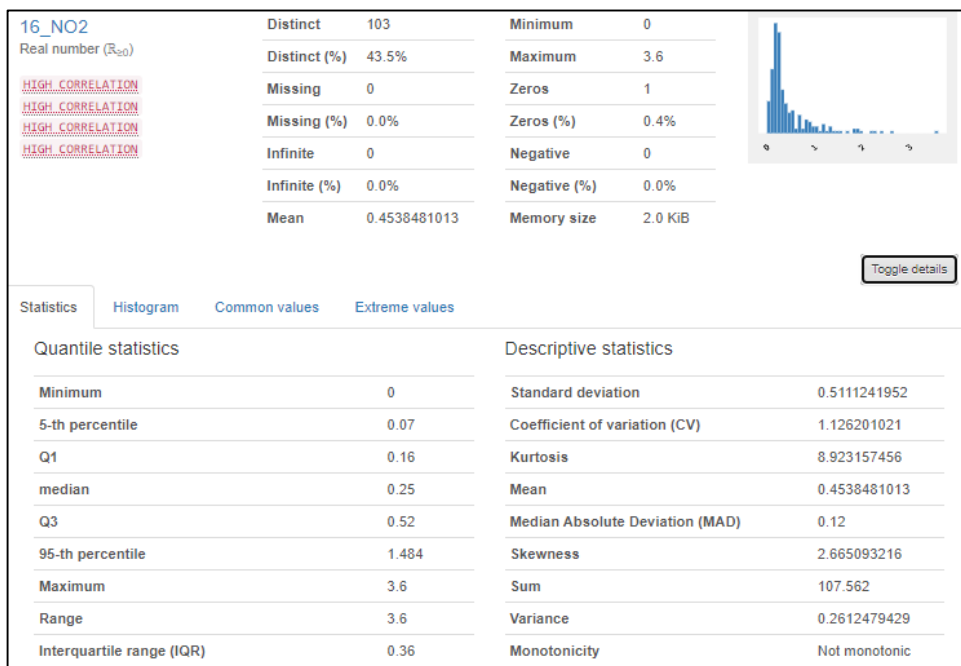 16_NO2
Real number (ℝ≥0)
HIGH CORRELATION
HIGH CORRELATION
HIGH CORRELATION
HIGH CORRELATION
Distinct 103
Distinct (%) 43.5%
Missing 0
Missing (%) 0.0%
Infinite 0
Infinite (%) 0.0%
Mean 0.4538481013
Minimum 0
Maximum 3.6
Zeros 1
Zeros (%) 0.4%
Negative 0
Negative (%) 0.0%
Memory size 2.0 KiB
0 1 2 3
Toggle details
Statistics Histogram Common values Extreme values
Quantile statistics
Minimum 0
5-th percentile 0.07
Q1 0.16
median 0.25
Q3 0.52
95-th percentile 1.484
Maximum 3.6
Range 3.6
Interquartile range (IQR) 0.36
Descriptive statistics
Standard deviation 0.5111241952
Coefficient of variation (CV) 1.126201021
Kurtosis 8.923157456
Mean 0.4538481013
Median Absolute Deviation (MAD) 0.12
Skewness 2.665093216
Sum 107.562
Variance 0.2612479429
Monotonicity Not monotonic